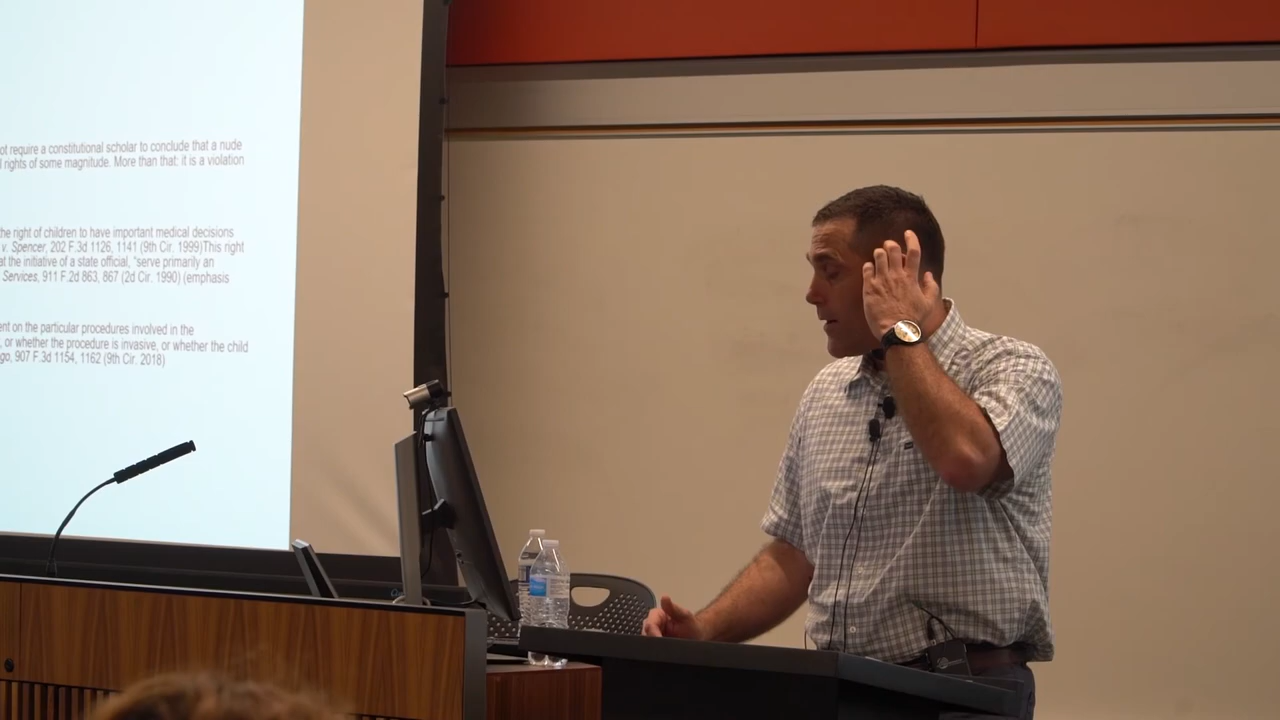 ot require a constitutional scholar to conclude that a nude
l rights of some magnitude. More than that: it is a violation
the right of children to have important medical decisions
v. Spencer, 202 F.3d 1126, 1141 (9th Cir. 1999)This right
at the initiative of a state official, "serve primarily an
Services, 911 F.2d 863, 867 (2d Cir. 1990) (emphasis
ent on the particular procedures involved in the
, or whether the procedure is invasive, or whether the child
go, 907 F.3d 1154, 1162 (9th Cir. 2018)